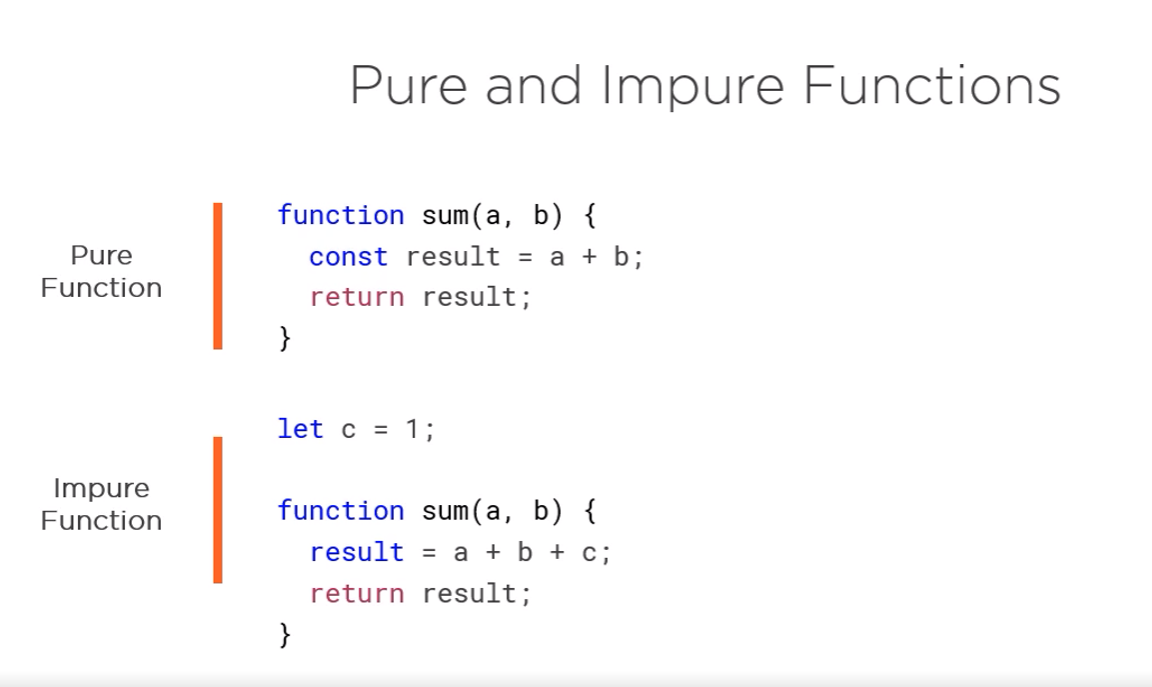 Pure and Impure Functions
Pure
Function
function sum(a, b) {
  const result = a + b;
  return result;
}
Impure
Function
let c = 1;
function sum(a, b) {
  result = a + b + c;
  return result;
}